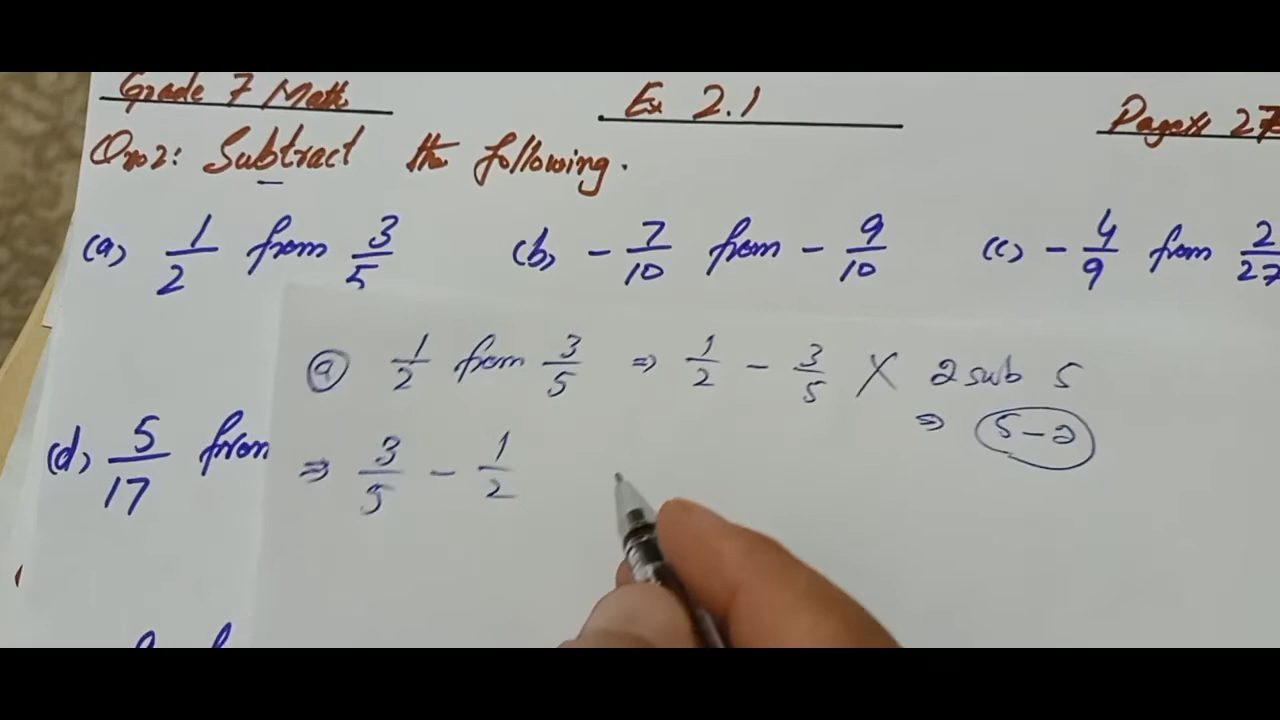 Grade 7 Math Ex 2.1 Page# 27
Qno2: Subtract the following.
(a) 1/2 from 3/5 (b) - 7/10 from - 9/10 (c) - 4/9 from 2/27
(a) 1/2 from 3/5 ⇒ 1/2 - 3/5 X 2 sub 5
⇒ 5-2
(d) 5/17 from
⇒ 3/5 - 1/2